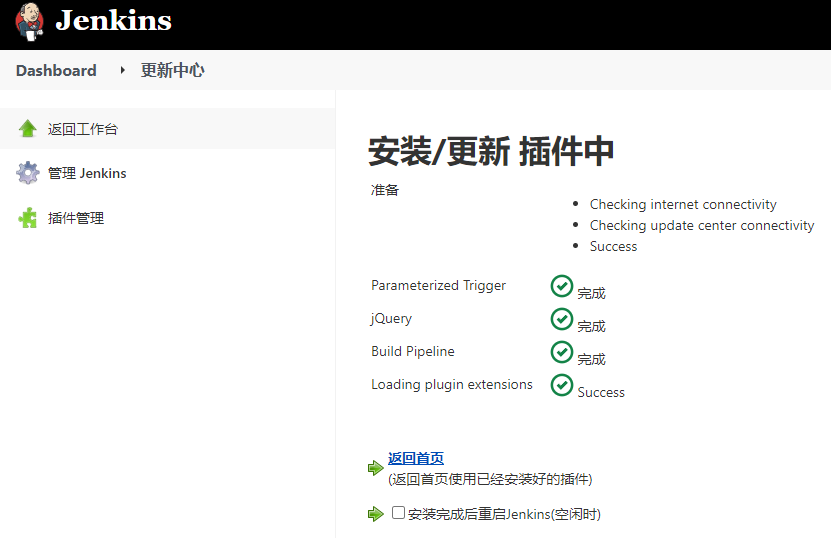 Jenkins
Dashboard
更新中心
返回工作台
管理 Jenkins
插件管理
安装/更新 插件中
准备
Checking internet connectivity
Checking update center connectivity
Success
Parameterized Trigger 完成
jQuery 完成
Build Pipeline 完成
Loading plugin extensions Success
返回首页
(返回首页使用已经安装好的插件)
安装完成后重启Jenkins(空闲时)